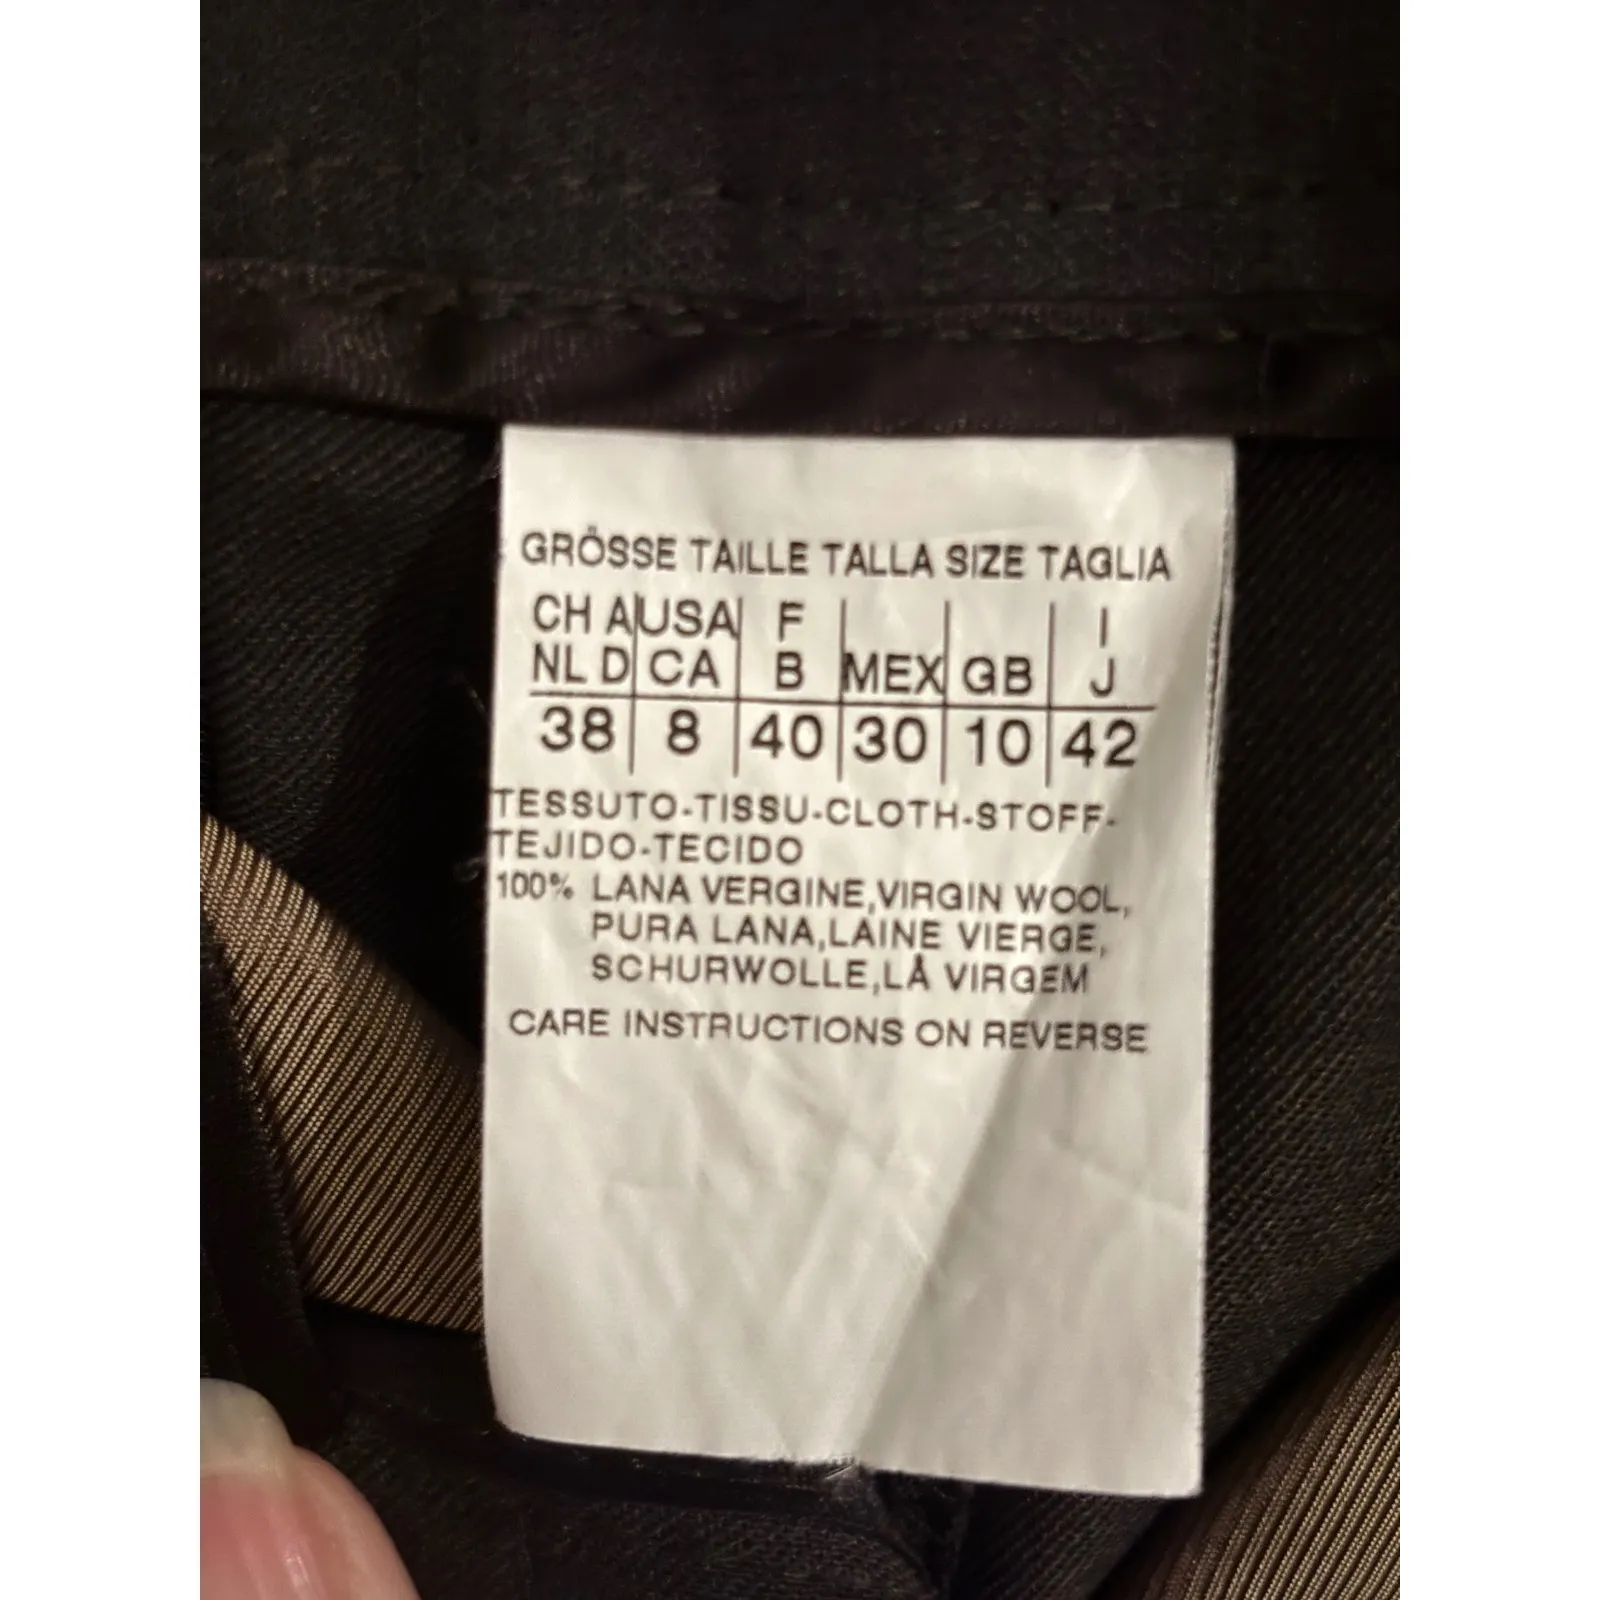 GRÖSSE TAILLE TALLA SIZE TAGLIA
CH A USA F I
NL D CA B MEX GB J
38 8 40 30 10 42
TESSUTO-TISSU-CLOTH-STOFF-
TEJIDO-TECIDO
100% LANA VERGINE,VIRGIN WOOL,
PURA LANA,LAINE VIERGE,
SCHURWOLLE,LÅ VIRGEM
CARE INSTRUCTIONS ON REVERSE